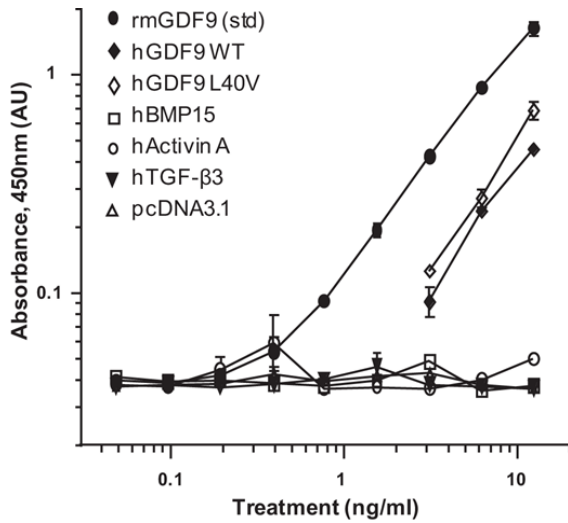 rmGDF9 (std)
hGDF9 WT
hGDF9 L40V
hBMP15
hActivin A
hTGF-β3
pcDNA3.1
Absorbance, 450nm (AU)
1
0.1
0.1
1
10
Treatment (ng/ml)